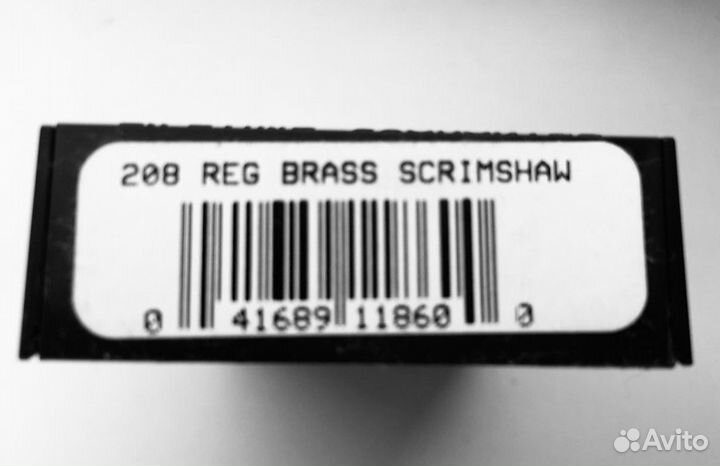 208 REG BRASS SCRIMSHAW
0 41689 11860 0
Avito